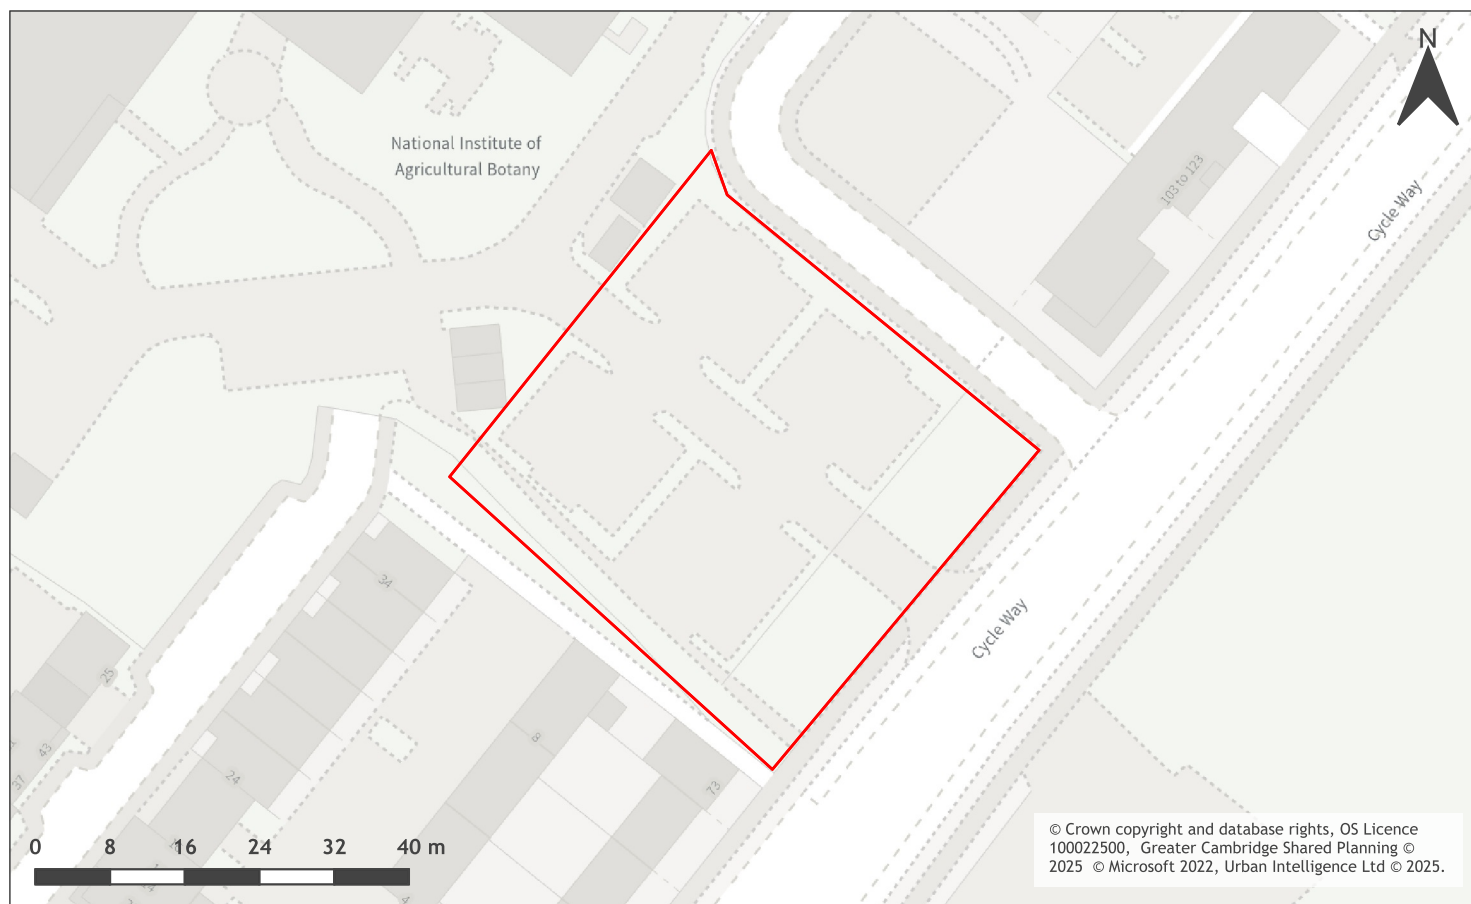 N
National Institute of
Agricultural Botany
103 to 123
Cycle Way
34
Cycle Way
25
43
37
24
8
73
0 8 16 24 32 40 m
© Crown copyright and database rights, OS Licence
100022500, Greater Cambridge Shared Planning ©
2025 © Microsoft 2022, Urban Intelligence Ltd © 2025.